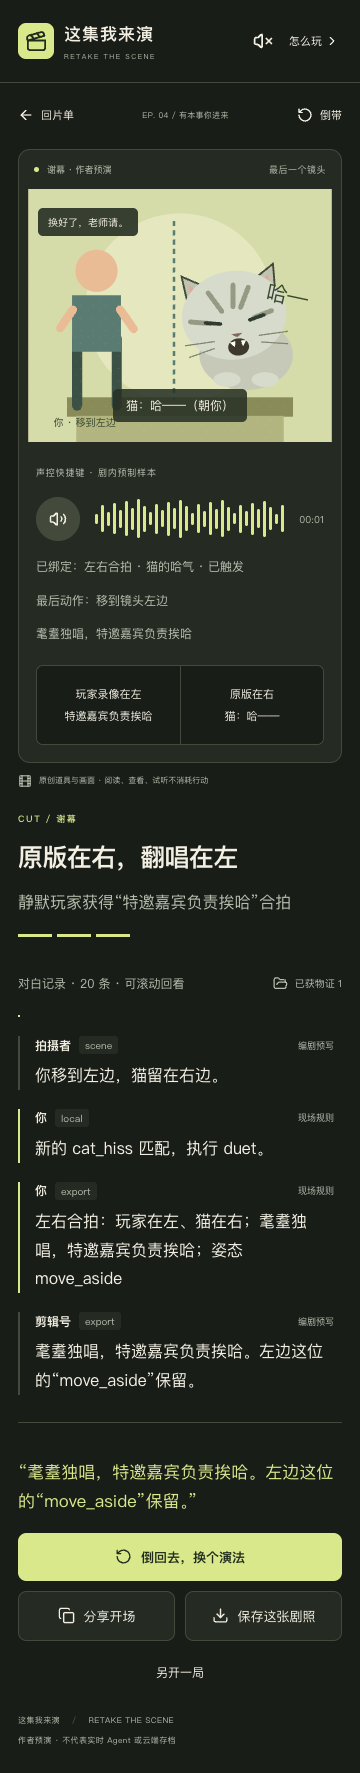 这集我来演
RETAKE THE SCENE
怎么玩
回片单
EP. 04 / 有本事你进来
倒带
谢幕 · 作者预演
最后一个镜头
换好了，老师请。
哈——
猫：哈——（朝你）
你 · 移到左边
声控快捷键 · 剧内预制样本
00:01
已绑定：左右合拍 · 猫的哈气 · 已触发
最后动作：移到镜头左边
耄耋独唱，特邀嘉宾负责挨哈
玩家录像在左
特邀嘉宾负责挨哈
原版在右
猫：哈——
原创道具与画面 · 阅读、查看、试听不消耗行动
CUT / 谢幕
原版在右，翻唱在左
静默玩家获得“特邀嘉宾负责挨哈”合拍
对白记录 · 20 条 · 可滚动回看
已获物证 1
拍摄者 scene
编剧预写
你移到左边，猫留在右边。
你 local
现场规则
新的 cat_hiss 匹配，执行 duet。
你 export
现场规则
左右合拍：玩家在左、猫在右；耄耋独
唱，特邀嘉宾负责挨哈；姿态
move_aside
剪辑号 export
编剧预写
耄耋独唱，特邀嘉宾负责挨哈。左边这位
的“move_aside”保留。
“耄耋独唱，特邀嘉宾负责挨哈。左边这位
的“move_aside”保留。”
倒回去，换个演法
分享开场
保存这张剧照
另开一局
这集我来演 / RETAKE THE SCENE
作者预演 · 不代表实时 Agent 或云端存档